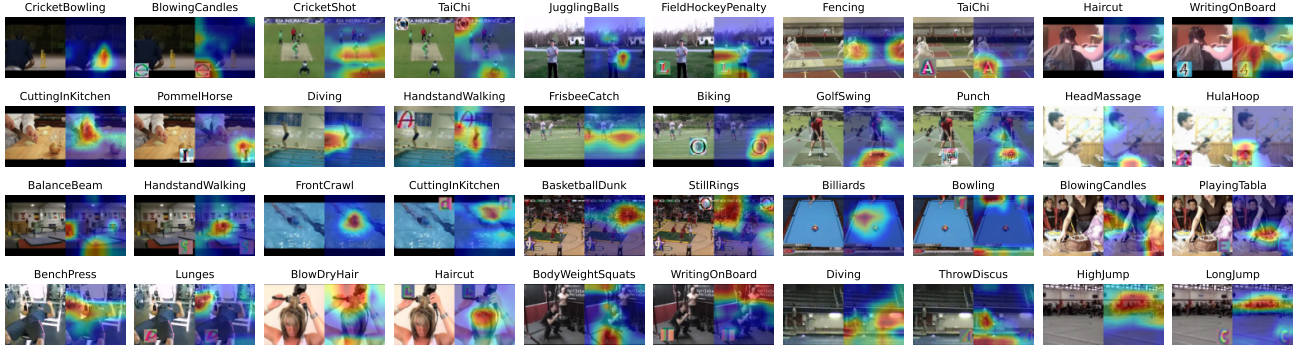 CricketBowling BlowingCandles CricketShot TaiChi JugglingBalls FieldHockeyPenalty Fencing TaiChi Haircut WritingOnBoard
CuttingInKitchen PommelHorse Diving HandstandWalking FrisbeeCatch Biking GolfSwing Punch HeadMassage HulaHoop
BalanceBeam HandstandWalking FrontCrawl CuttingInKitchen BasketballDunk StillRings Billiards Bowling BlowingCandles PlayingTabla
BenchPress Lunges BlowDryHair Haircut BodyWeightSquats WritingOnBoard Diving ThrowDiscus HighJump LongJump